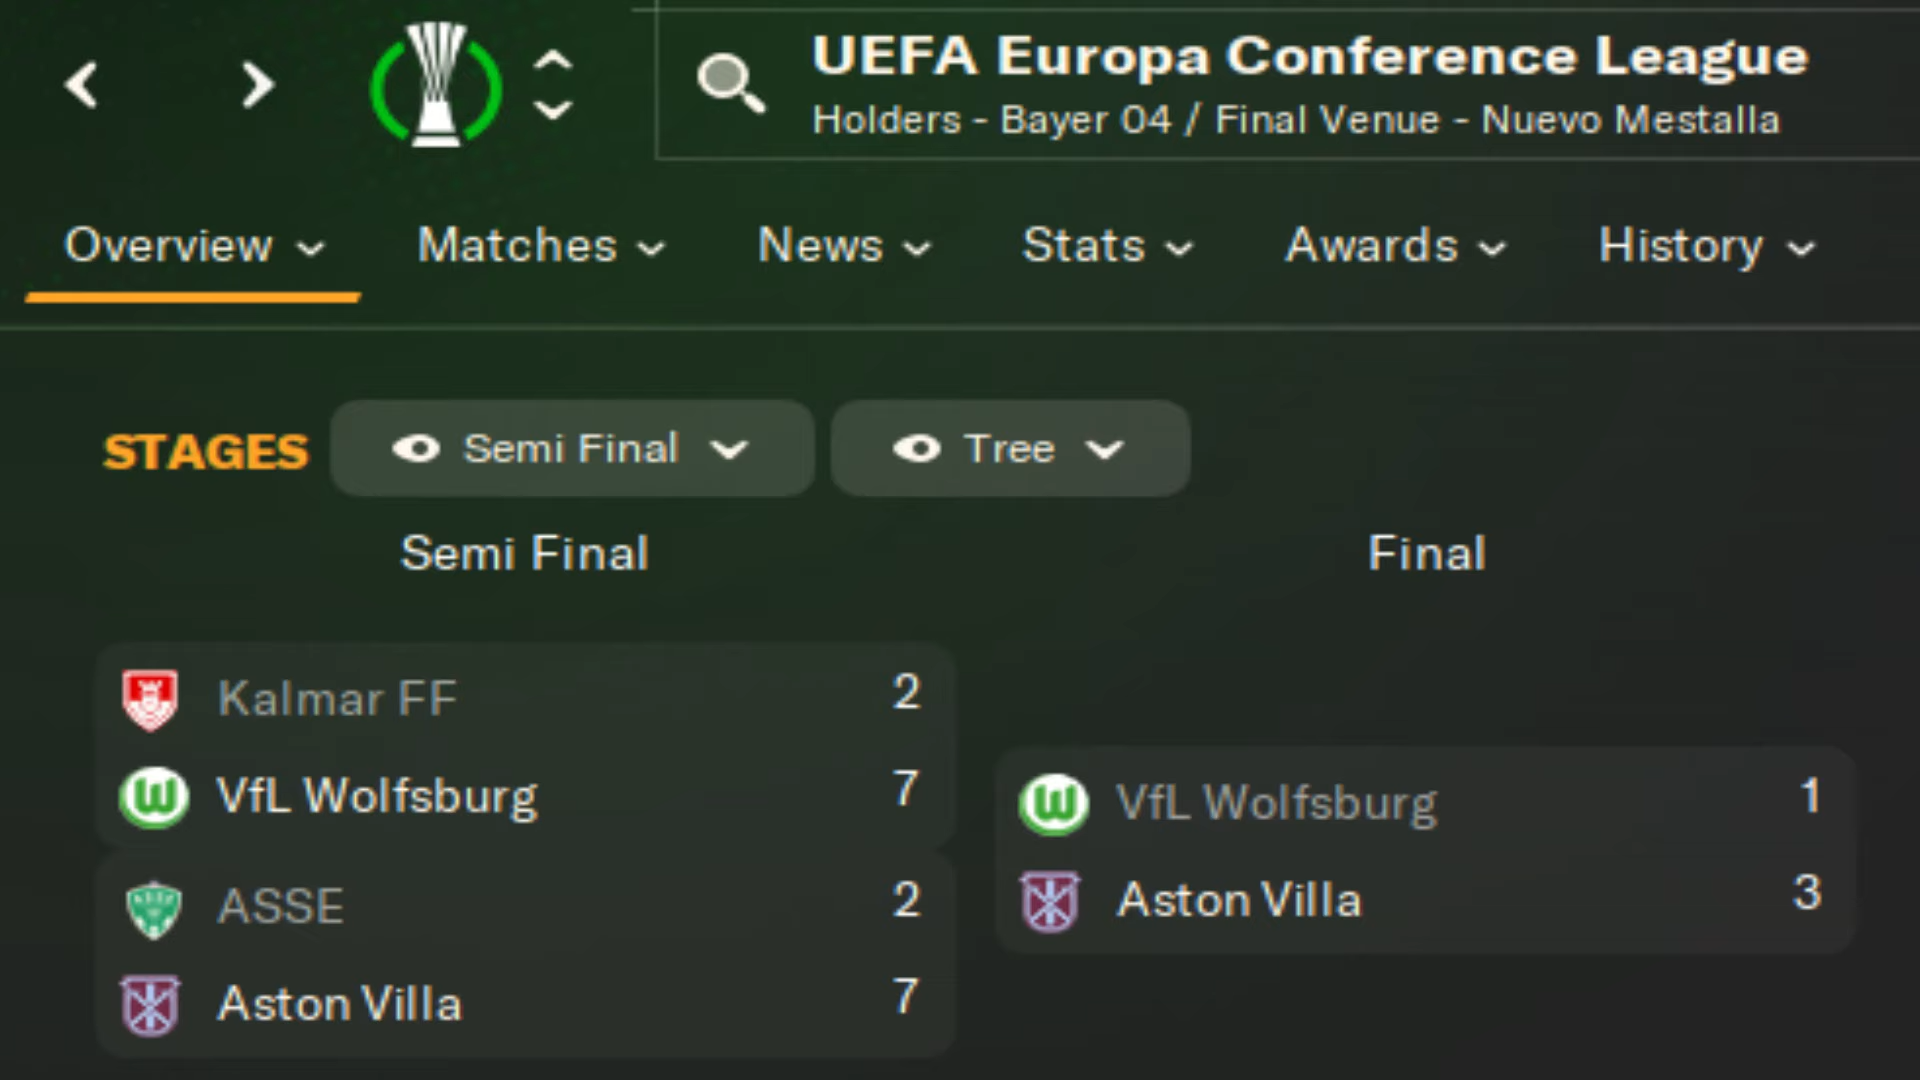 UEFA Europa Conference League
Holders - Bayer 04 / Final Venue - Nuevo Mestalla
Overview
Matches
News
Stats
Awards
History
STAGES
Semi Final
Tree
Semi Final
Final
Kalmar FF 2
VfL Wolfsburg 7
ASSE 2
Aston Villa 7
VfL Wolfsburg 1
Aston Villa 3